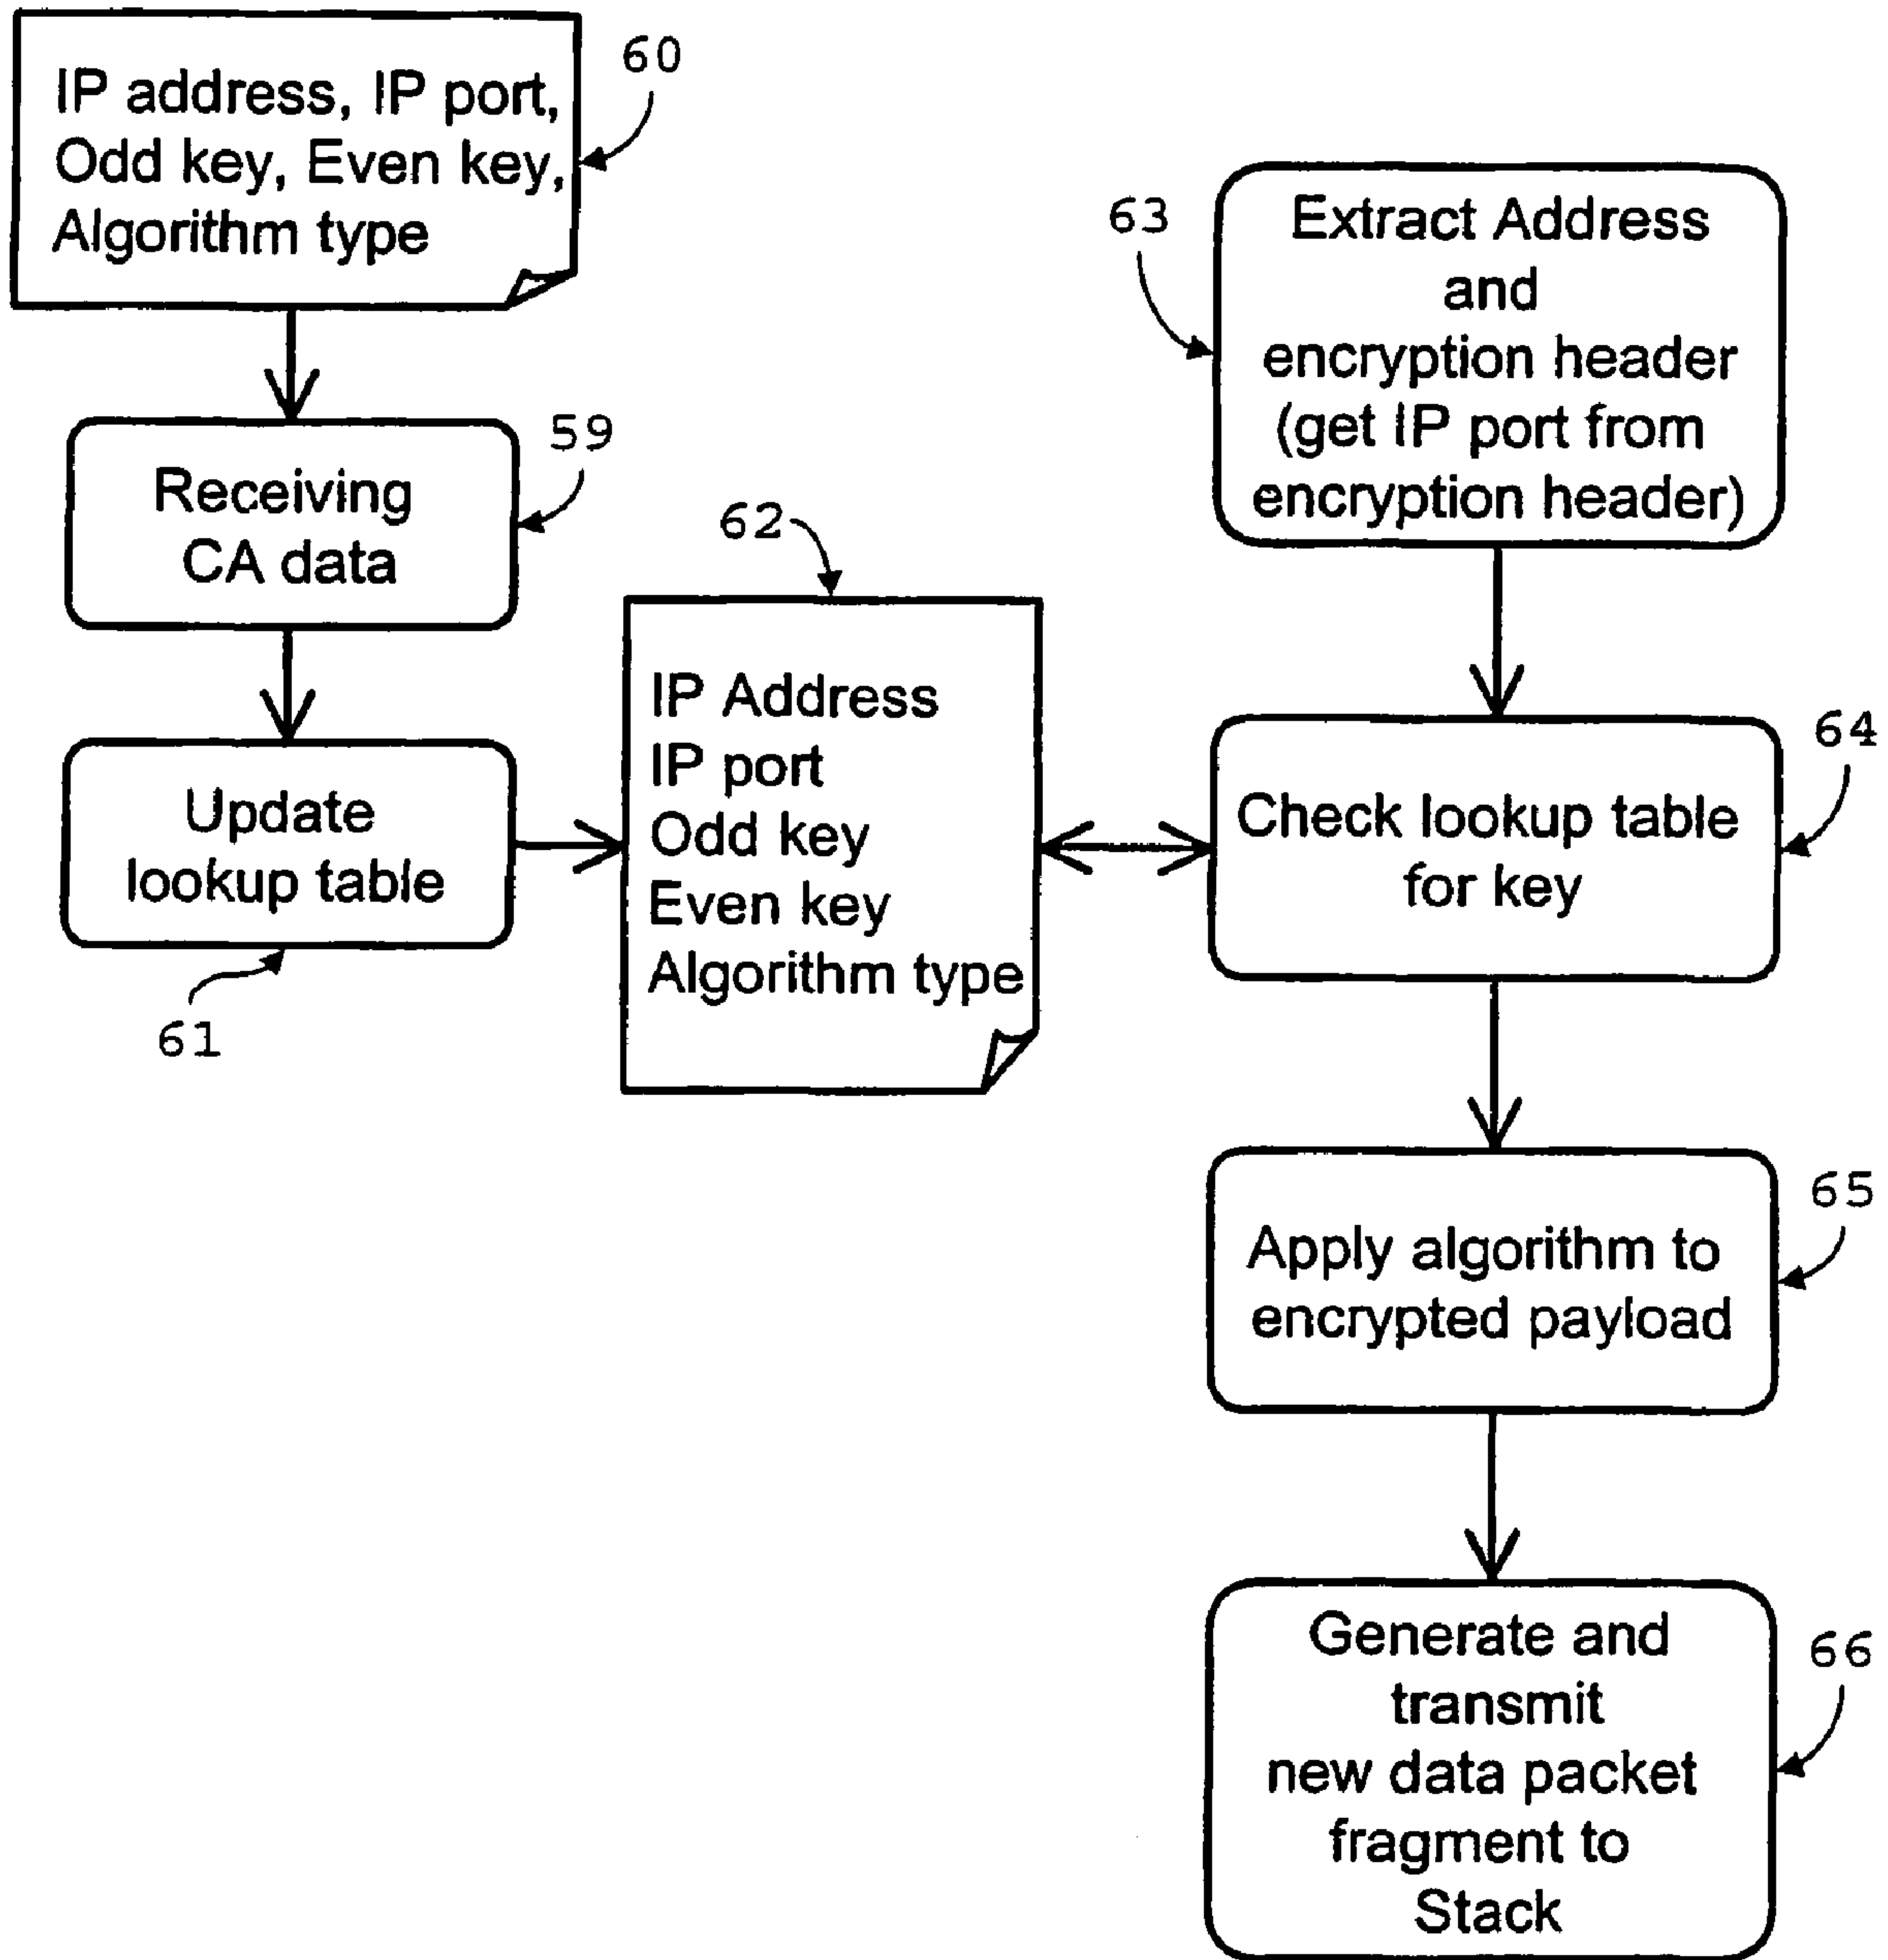 IP address, IP port,
Odd key, Even key,
Algorithm type
60
Receiving
CA data
59
Update
lookup table
61
62
IP Address
IP port
Odd key
Even key
Algorithm type
63
Extract Address
and
encryption header
(get IP port from
encryption header)
64
Check lookup table
for key
65
Apply algorithm to
encrypted payload
66
Generate and
transmit
new data packet
fragment to
Stack